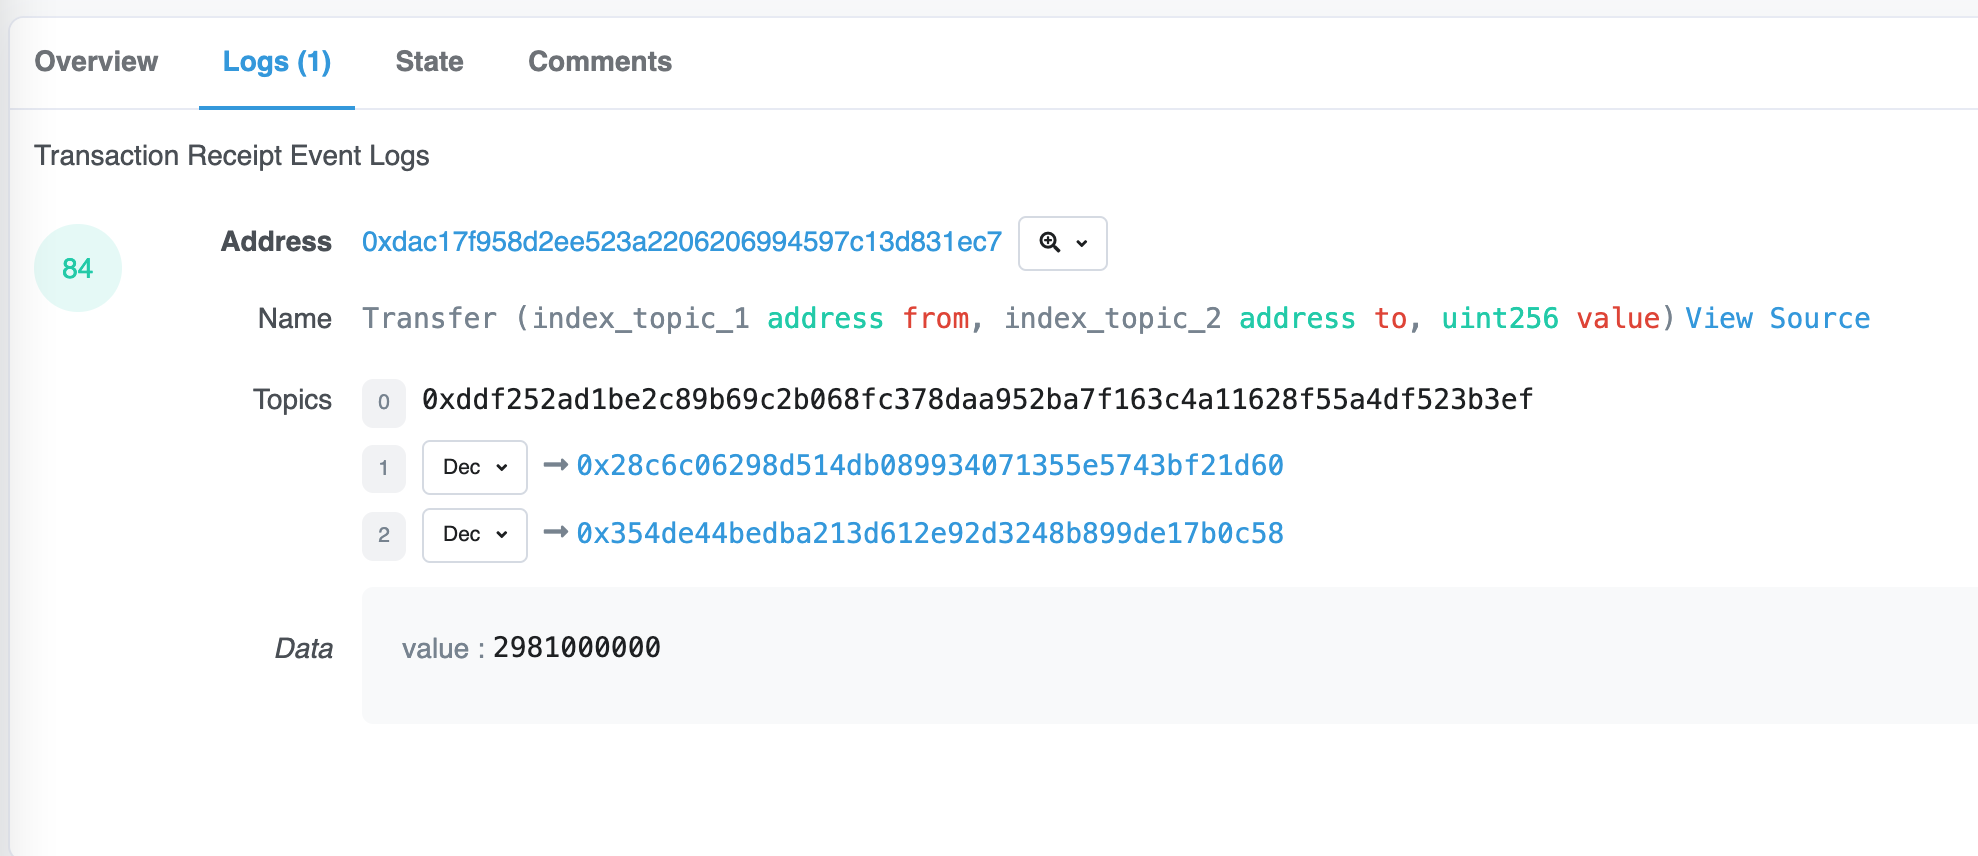 Overview Logs (1) State Comments
Transaction Receipt Event Logs
84
Address 0xdac17f958d2ee523a2206206994597c13d831ec7
Name Transfer (index_topic_1 address from, index_topic_2 address to, uint256 value) View Source
Topics 0 0xddf252ad1be2c89b69c2b068fc378daa952ba7f163c4a11628f55a4df523b3ef
1 Dec 0x28c6c06298d514db089934071355e5743bf21d60
2 Dec 0x354de44bedba213d612e92d3248b899de17b0c58
Data value : 2981000000